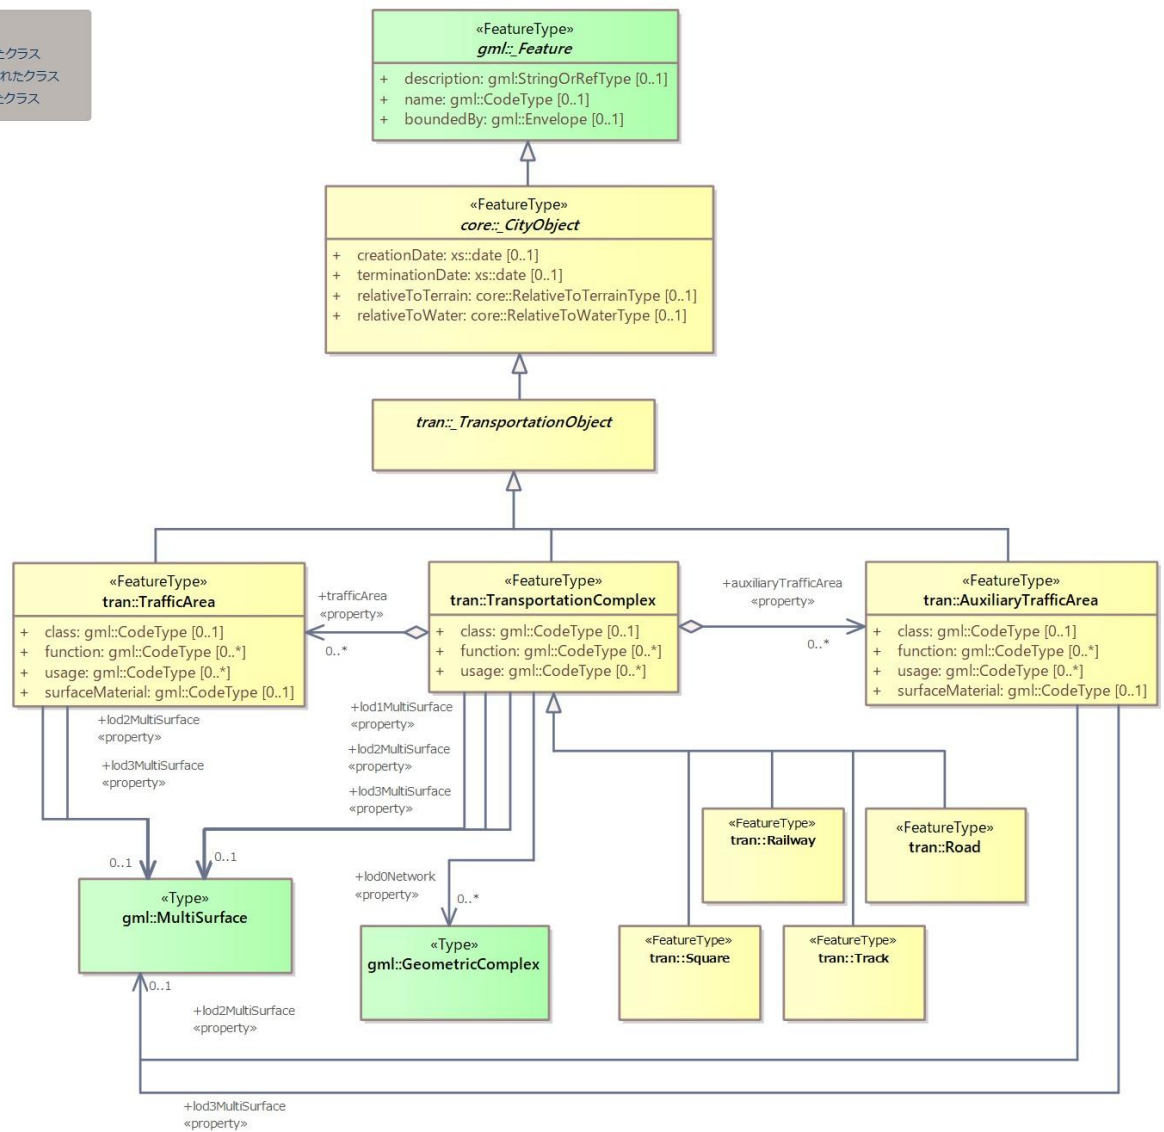 たクラス
れたクラス
たクラス
«FeatureType»
gml::_Feature
+ description: gml:StringOrRefType [0..1]
+ name: gml::CodeType [0..1]
+ boundedBy: gml::Envelope [0..1]
«FeatureType»
core::_CityObject
+ creationDate: xs::date [0..1]
+ terminationDate: xs::date [0..1]
+ relativeToTerrain: core::RelativeToTerrainType [0..1]
+ relativeToWater: core::RelativeToWaterType [0..1]
tran::_TransportationObject
«FeatureType»
tran::TrafficArea
+ class: gml::CodeType [0..1]
+ function: gml::CodeType [0..*]
+ usage: gml::CodeType [0..*]
+ surfaceMaterial: gml::CodeType [0..1]
+trafficArea
«property»
0..*
«FeatureType»
tran::TransportationComplex
+ class: gml::CodeType [0..1]
+ function: gml::CodeType [0..*]
+ usage: gml::CodeType [0..*]
+auxiliaryTrafficArea
«property»
0..*
«FeatureType»
tran::AuxiliaryTrafficArea
+ class: gml::CodeType [0..1]
+ function: gml::CodeType [0..*]
+ usage: gml::CodeType [0..*]
+ surfaceMaterial: gml::CodeType [0..1]
+lod2MultiSurface
«property»
+lod3MultiSurface
«property»
+lod1MultiSurface
«property»
+lod2MultiSurface
«property»
+lod3MultiSurface
«property»
0..1
0..1
+lod0Network
«property»
0..*
«FeatureType»
tran::Railway
«FeatureType»
tran::Road
«Type»
gml::MultiSurface
«Type»
gml::GeometricComplex
«FeatureType»
tran::Square
«FeatureType»
tran::Track
0..1
+lod2MultiSurface
«property»
+lod3MultiSurface
«property»